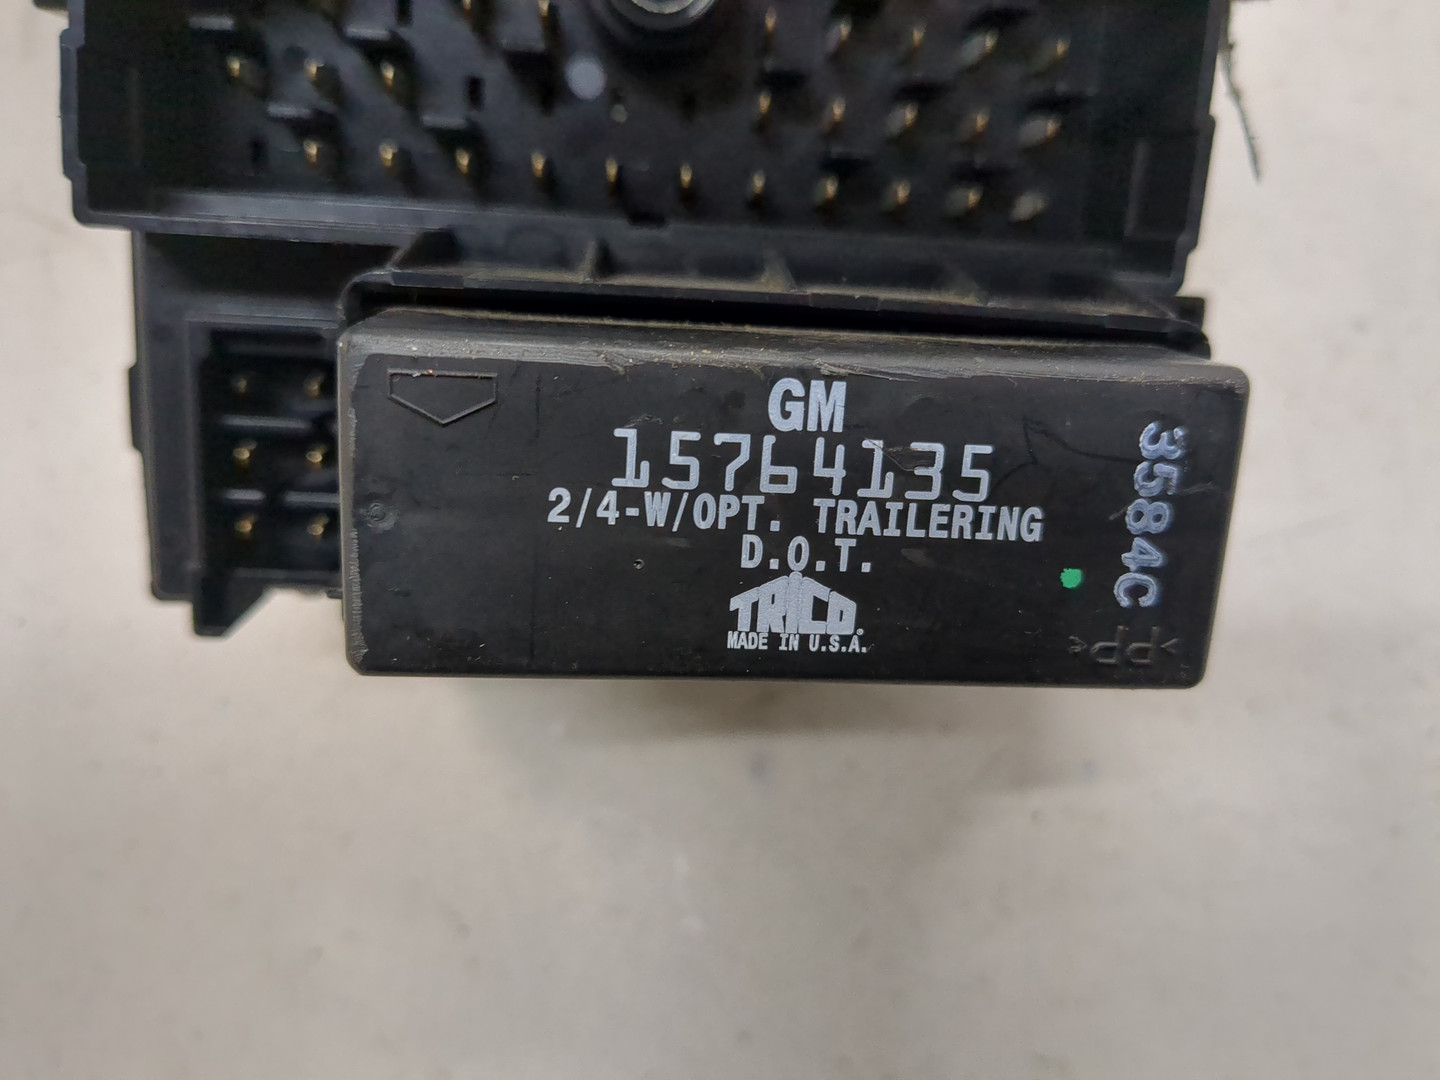 GM
15764135
2/4-W/OPT. TRAILERING
D.O.T.
TRICO
MADE IN U.S.A.
3584C
>PP<